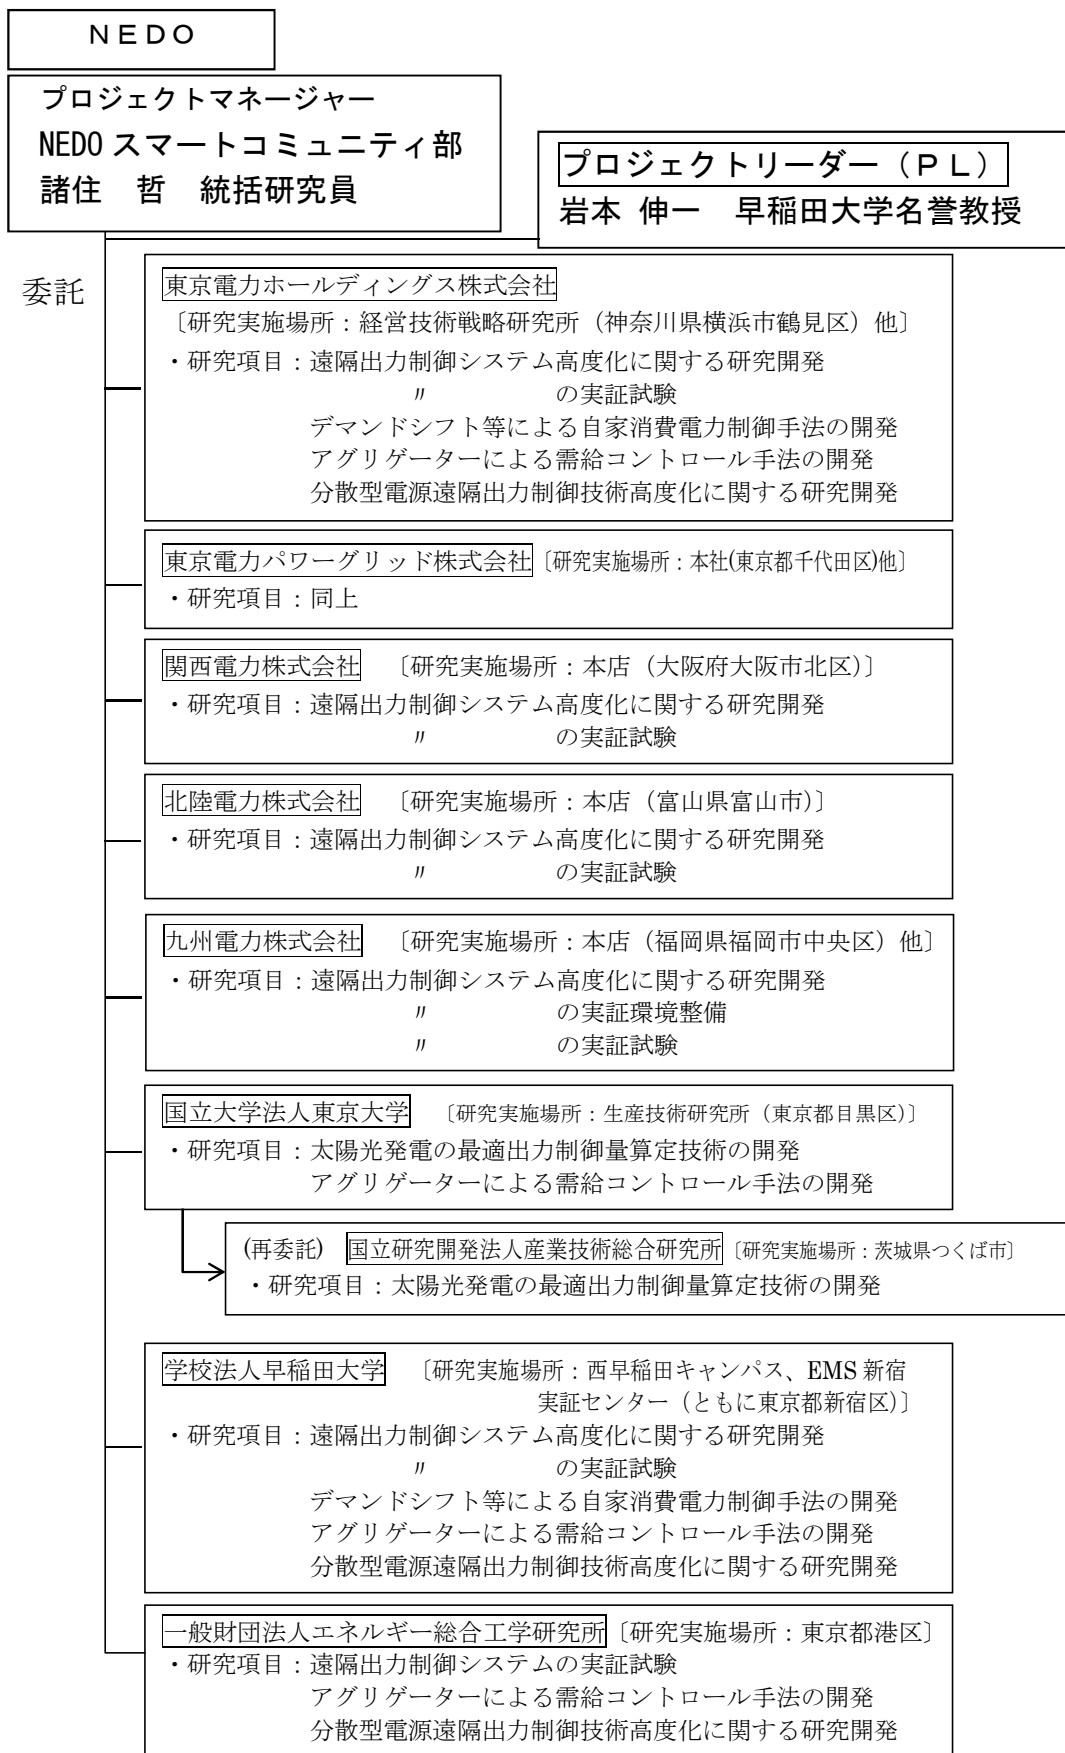 ＮＥＤＯ
プロジェクトマネージャー
NEDO スマートコミュニティ部
諸住　哲　統括研究員
プロジェクトリーダー（ＰＬ）
岩本 伸一　早稲田大学名誉教授
委託
東京電力ホールディングス株式会社
〔研究実施場所：経営技術戦略研究所（神奈川県横浜市鶴見区）他〕
・研究項目：遠隔出力制御システム高度化に関する研究開発
〃　の実証試験
デマンドシフト等による自家消費電力制御手法の開発
アグリゲーターによる需給コントロール手法の開発
分散型電源遠隔出力制御技術高度化に関する研究開発
東京電力パワーグリッド株式会社〔研究実施場所：本社(東京都千代田区)他〕
・研究項目：同上
関西電力株式会社　〔研究実施場所：本店（大阪府大阪市北区)〕
・研究項目：遠隔出力制御システム高度化に関する研究開発
〃　の実証試験
北陸電力株式会社　〔研究実施場所：本店（富山県富山市)〕
・研究項目：遠隔出力制御システム高度化に関する研究開発
〃　の実証試験
九州電力株式会社　〔研究実施場所：本店（福岡県福岡市中央区）他〕
・研究項目：遠隔出力制御システム高度化に関する研究開発
〃　の実証環境整備
〃　の実証試験
国立大学法人東京大学　〔研究実施場所：生産技術研究所（東京都目黒区)〕
・研究項目：太陽光発電の最適出力制御量算定技術の開発
アグリゲーターによる需給コントロール手法の開発
(再委託)　国立研究開発法人産業技術総合研究所〔研究実施場所：茨城県つくば市〕
・研究項目：太陽光発電の最適出力制御量算定技術の開発
学校法人早稲田大学　〔研究実施場所：西早稲田キャンパス、EMS 新宿
実証センター（ともに東京都新宿区)〕
・研究項目：遠隔出力制御システム高度化に関する研究開発
〃　の実証試験
デマンドシフト等による自家消費電力制御手法の開発
アグリゲーターによる需給コントロール手法の開発
分散型電源遠隔出力制御技術高度化に関する研究開発
一般財団法人エネルギー総合工学研究所〔研究実施場所：東京都港区〕
・研究項目：遠隔出力制御システムの実証試験
アグリゲーターによる需給コントロール手法の開発
分散型電源遠隔出力制御技術高度化に関する研究開発